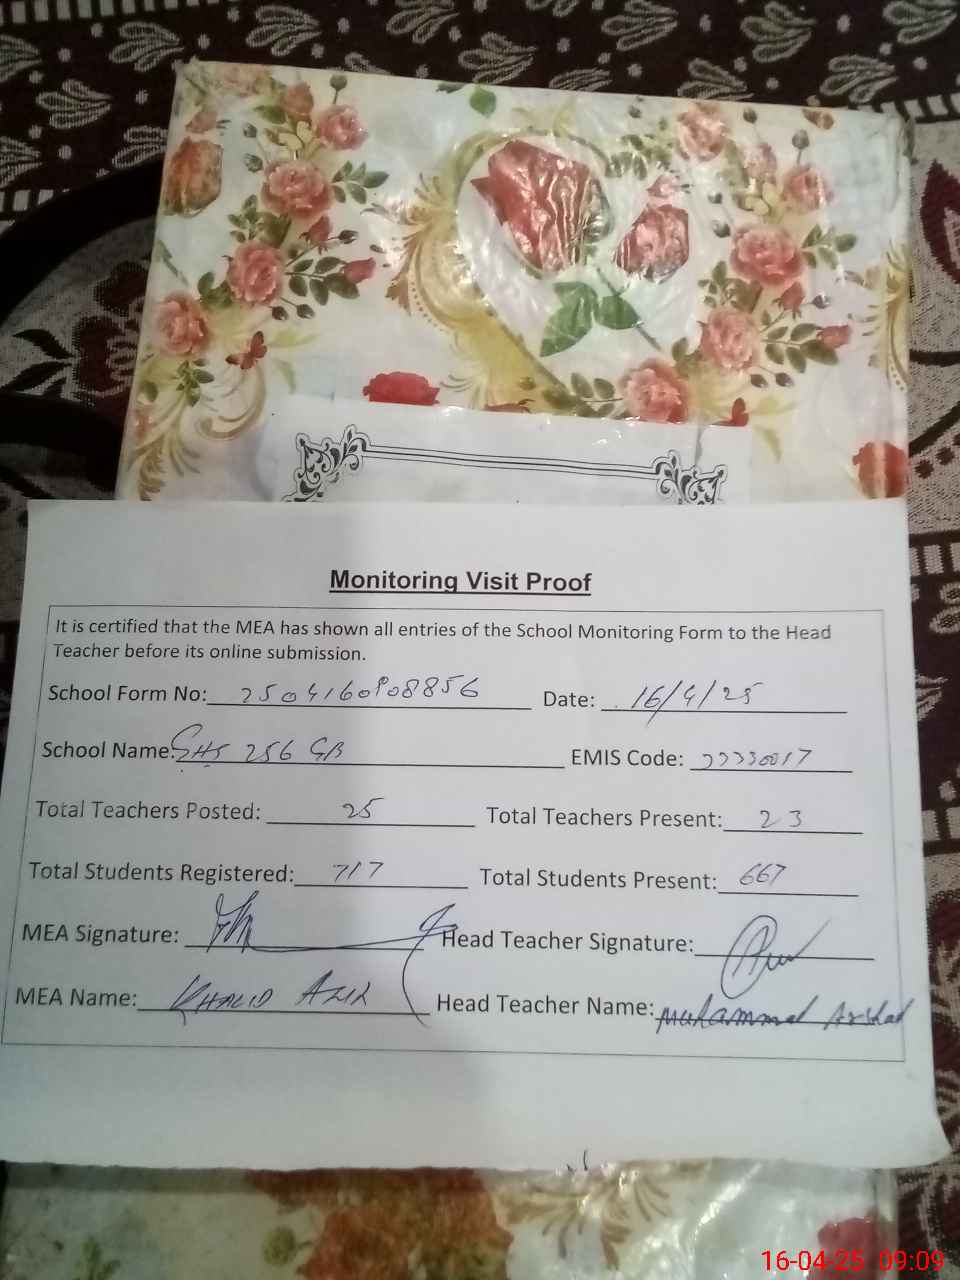 Monitoring Visit Proof
It is certified that the MEA has shown all entries of the School Monitoring Form to the Head
Teacher before its online submission.
School Form No: 2504160908856 Date: 16/4/25
School Name: GHS 256 GB EMIS Code: 33330017
Total Teachers Posted: 25 Total Teachers Present: 23
Total Students Registered: 717 Total Students Present: 667
MEA Signature: Head Teacher Signature:
MEA Name: KHALID AZIZ Head Teacher Name: Muhammad Arshad
16-04-25 09:09